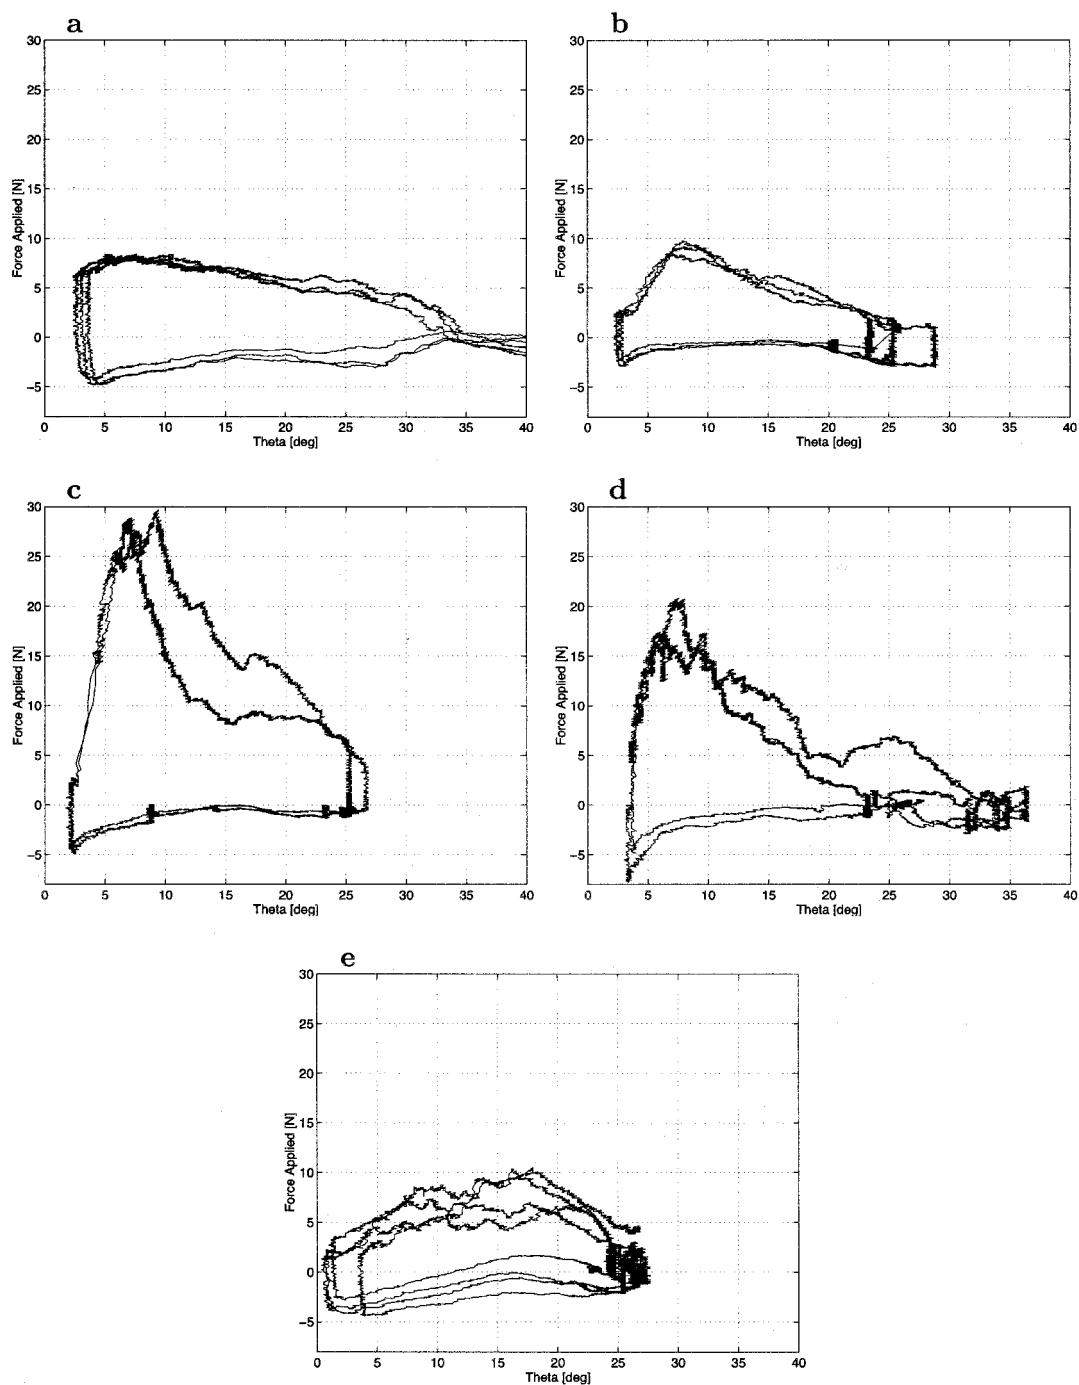 a b
30 30
25 25
20 20
15 15
10 10
5 5
0 0
−5 −5
Force Applied [N] Force Applied [N]
0 5 10 15 20 25 30 35 40 0 5 10 15 20 25 30 35 40
Theta [deg] Theta [deg]
c d
30 30
25 25
20 20
15 15
10 10
5 5
0 0
−5 −5
Force Applied [N] Force Applied [N]
0 5 10 15 20 25 30 35 40 0 5 10 15 20 25 30 35 40
Theta [deg] Theta [deg]
e
30
25
20
15
10
5
0
−5
Force Applied [N]
0 5 10 15 20 25 30 35 40
Theta [deg]